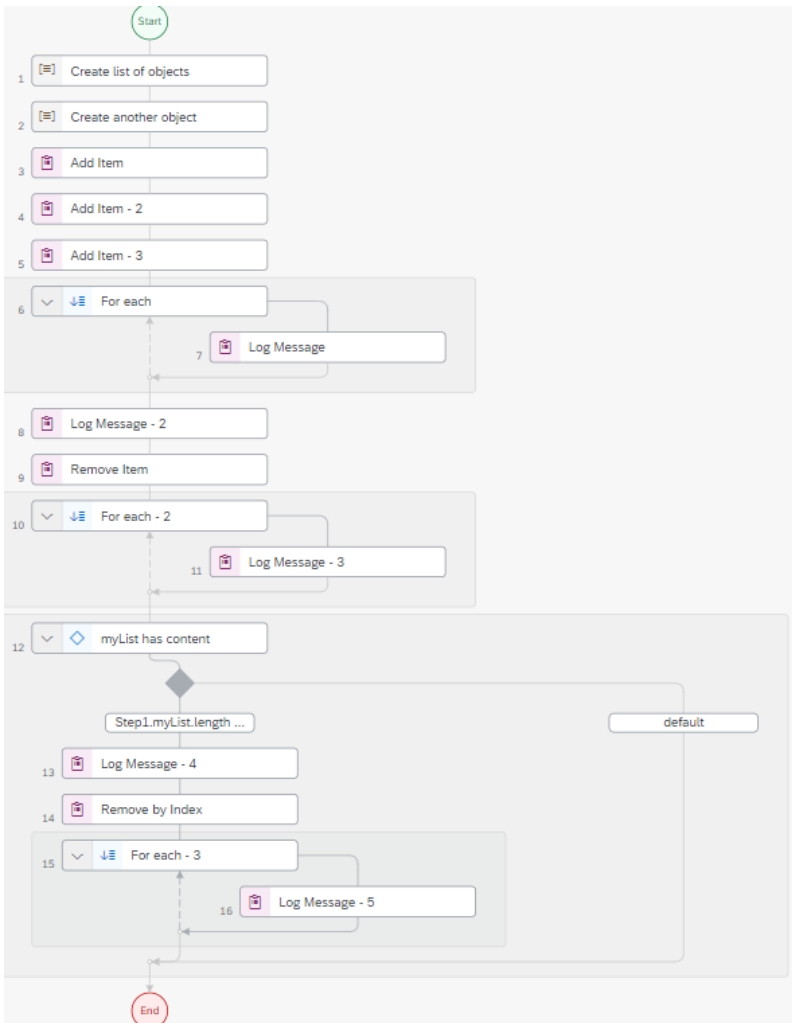 Start
1 Create list of objects
2 Create another object
3 Add Item
4 Add Item - 2
5 Add Item - 3
6 For each
7 Log Message
8 Log Message - 2
9 Remove Item
10 For each - 2
11 Log Message - 3
12 myList has content
Step1.myList.length ...
default
13 Log Message - 4
14 Remove by Index
15 For each - 3
16 Log Message - 5
End